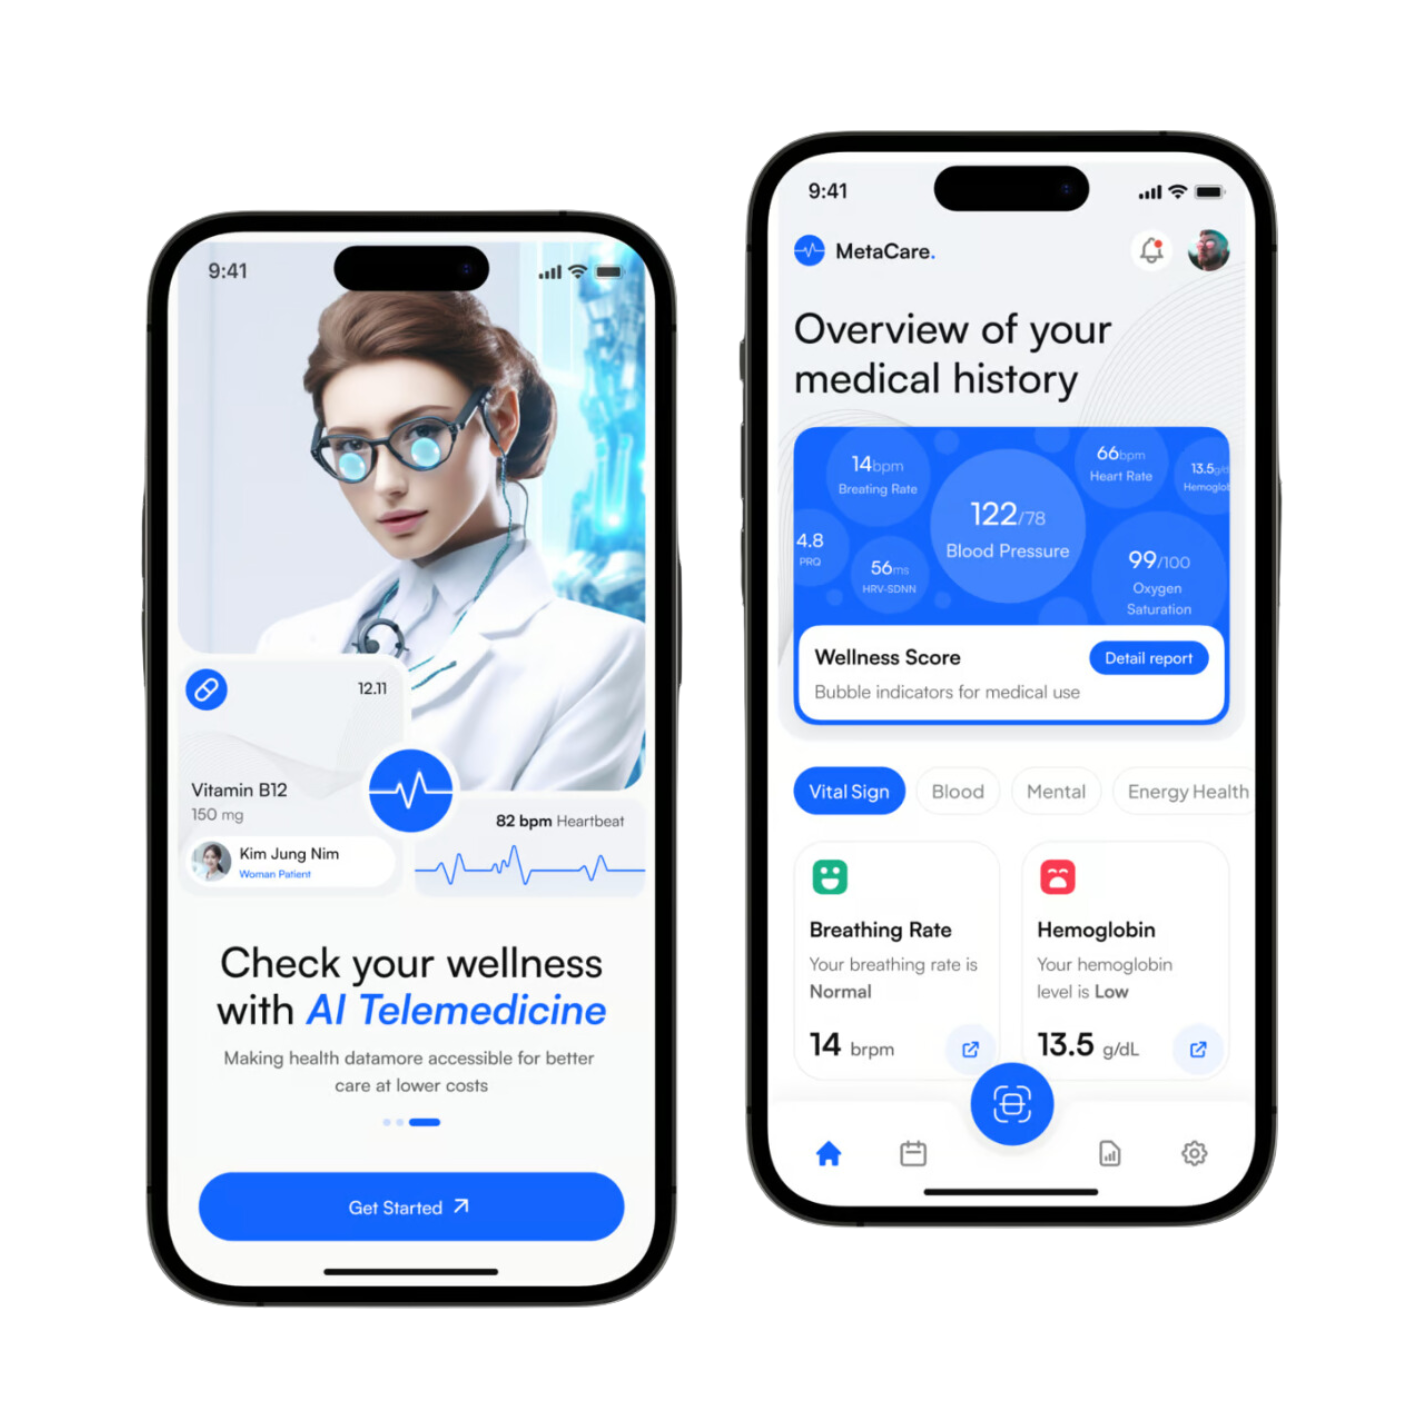 9:41
12.11
Vitamin B12
150 mg
Kim Jung Nim
Woman Patient
82 bpm Heartbeat
Check your wellness
with AI Telemedicine
Making health datamore accessible for better
care at lower costs
Get Started
9:41
MetaCare.
Overview of your
medical history
14bpm
Breating Rate
66bpm
Heart Rate
13.5g/d
Hemoglob
122/78
Blood Pressure
4.8
PRQ
56ms
HRV-SDNN
99/100
Oxygen
Saturation
Wellness Score
Detail report
Bubble indicators for medical use
Vital Sign
Blood
Mental
Energy Health
Breathing Rate
Your breathing rate is
Normal
14 brpm
Hemoglobin
Your hemoglobin
level is Low
13.5 g/dL